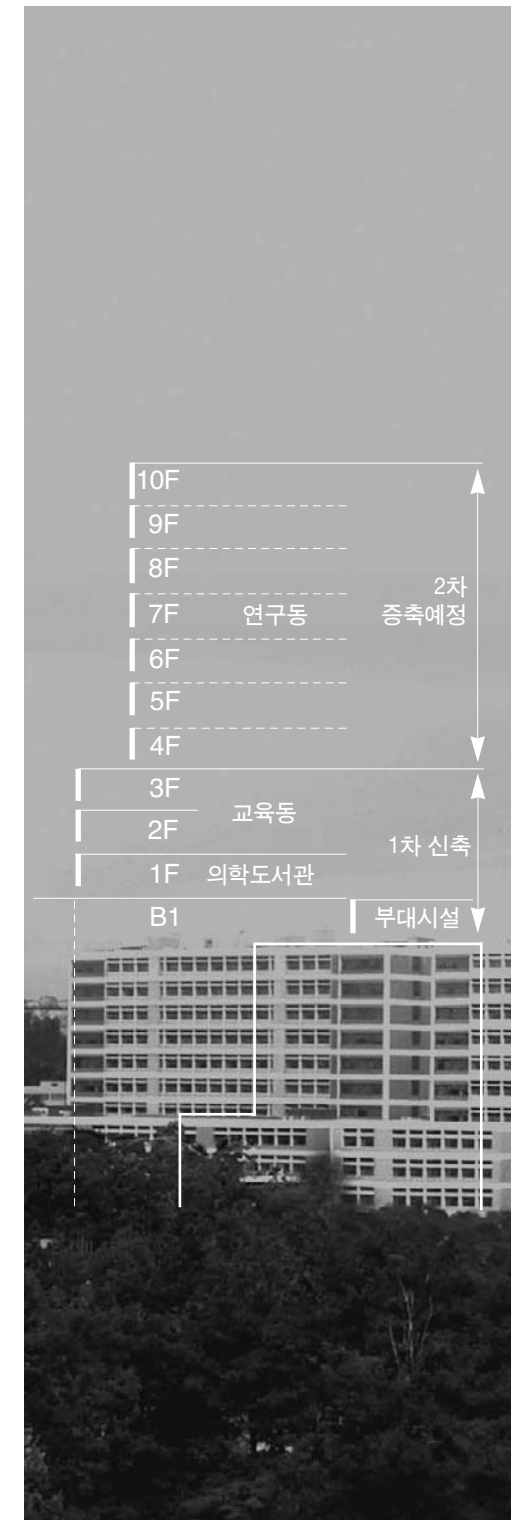 10F
9F
8F
2차
7F 연구동 증축예정
6F
5F
4F
3F
교육동
2F
1차 신축
1F 의학도서관
B1 부대시설